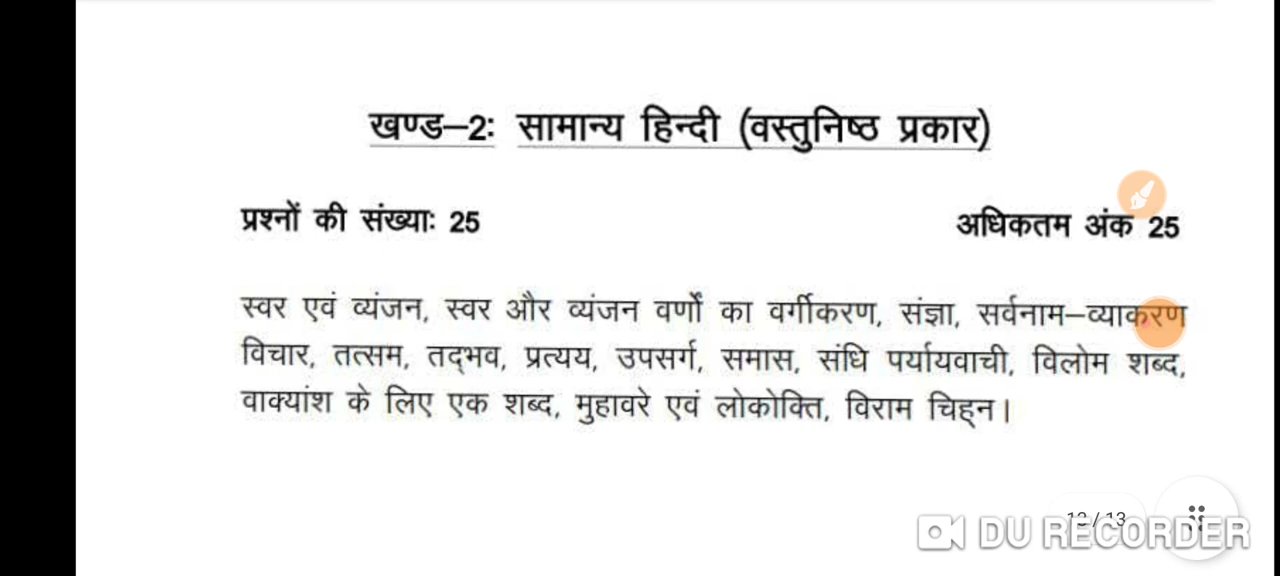 खण्ड–2: सामान्य हिन्दी (वस्तुनिष्ठ प्रकार)
प्रश्नों की संख्या: 25 अधिकतम अंक 25
स्वर एवं व्यंजन, स्वर और व्यंजन वर्णों का वर्गीकरण, संज्ञा, सर्वनाम–व्याकरण
विचार, तत्सम, तद्भव, प्रत्यय, उपसर्ग, समास, संधि पर्यायवाची, विलोम शब्द,
वाक्यांश के लिए एक शब्द, मुहावरे एवं लोकोक्ति, विराम चिह्न।
12/13
DU RECORDER